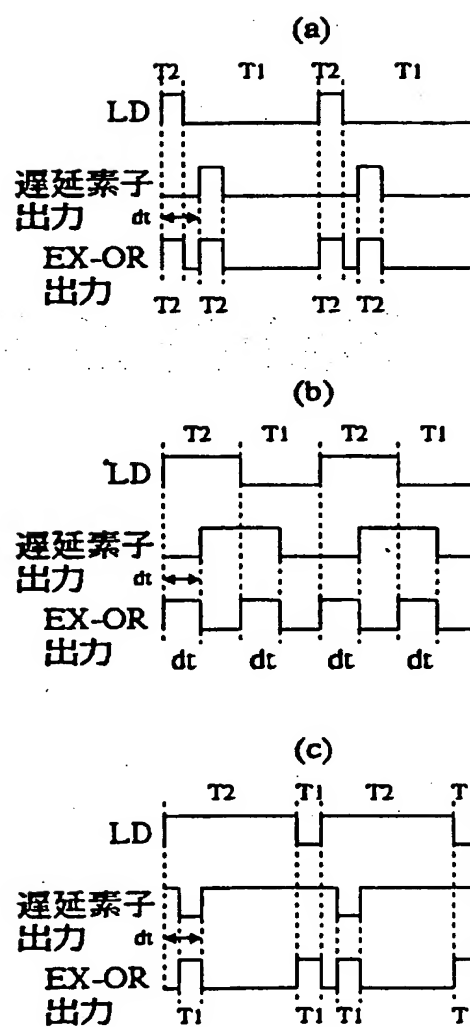 (a)
T2 T1 T2 T1
LD
遅延素子
出力 dt
EX-OR
出力
T2 T2 T2 T2
(b)
T2 T1 T2 T1
LD
遅延素子
出力 dt
EX-OR
出力
dt dt dt dt
(c)
T2 T1 T2 T
LD
遅延素子
出力 dt
EX-OR
出力
T1 T1 T1 T